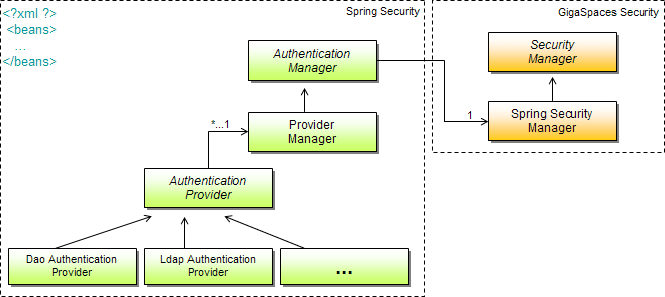 <?xml ?>
<beans>
...
</beans>
Spring Security
GigaSpaces Security
Authentication
Manager
Security
Manager
*...1
Provider
Manager
1
Spring Security
Manager
Authentication
Provider
Dao Authentication
Provider
Ldap Authentication
Provider
...